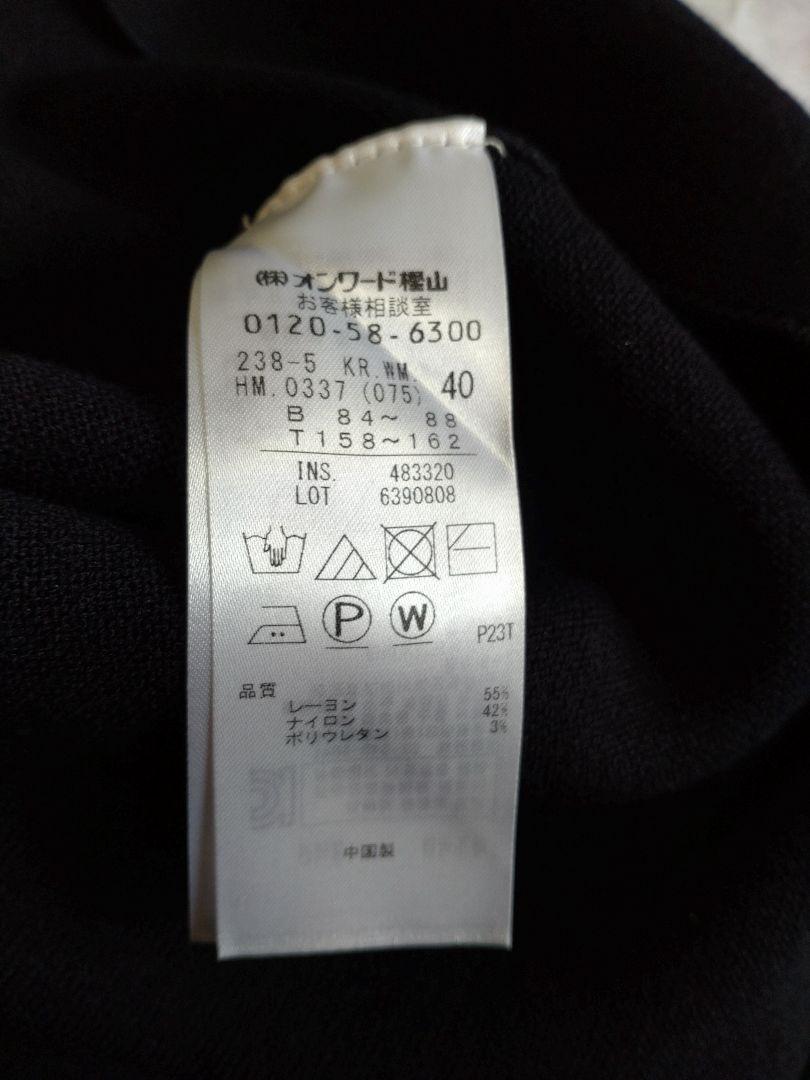 (株)オンワード樫山
お客様相談室
0120-58-6300
238-5 KR.WM.
HM.0337 (075) 40
B 84～ 88
T 158～162
INS. 483320
LOT 6390808
P W P23T
品質
レーヨン 55%
ナイロン 42%
ポリウレタン 3%
中国製